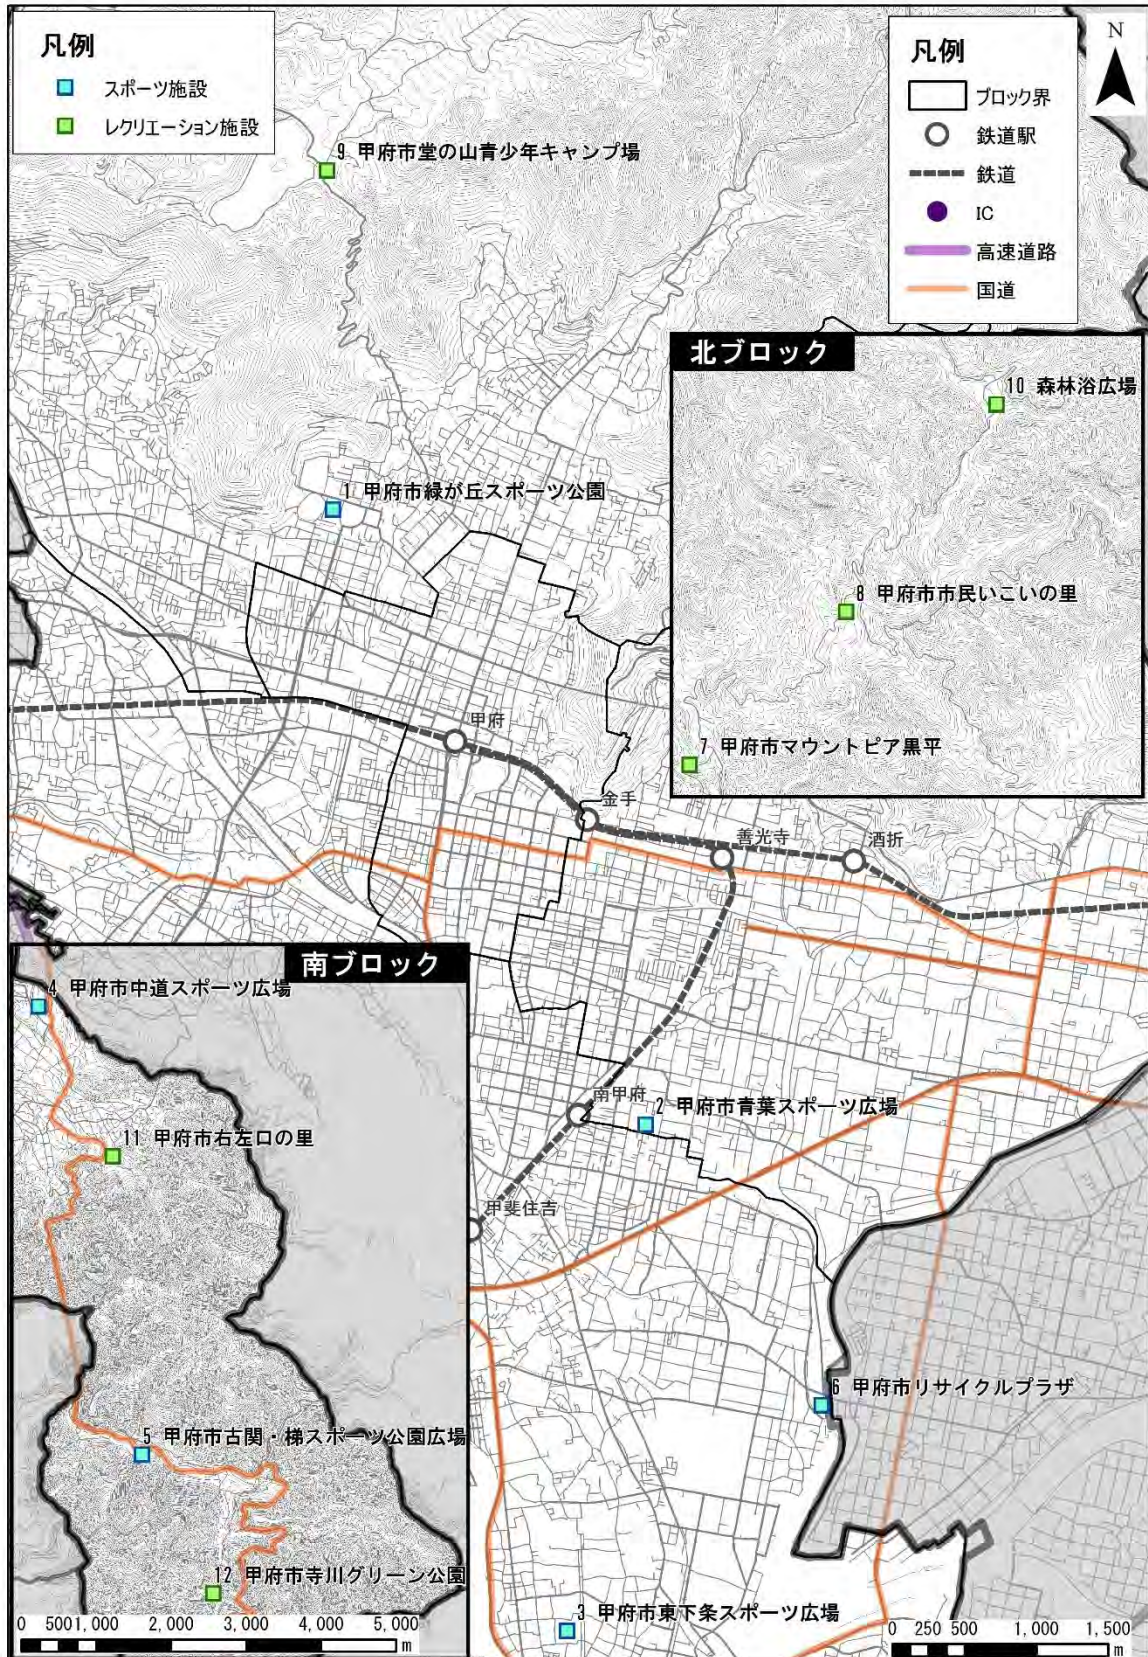 凡例
スポーツ施設
レクリエーション施設
凡例
ブロック界
鉄道駅
鉄道
IC
高速道路
国道
N
9 甲府市堂の山青少年キャンプ場
北ブロック
10 森林浴広場
1 甲府市緑が丘スポーツ公園
8 甲府市市民いこいの里
甲府
7 甲府市マウントピア黒平
金手
善光寺
酒折
南ブロック
4 甲府市中道スポーツ広場
南甲府
2 甲府市青葉スポーツ広場
11 甲府市右左口の里
甲斐住吉
6 甲府市リサイクルプラザ
5 甲府市古関・梯スポーツ公園広場
12 甲府市寺川グリーン公園
3 甲府市東下条スポーツ広場
0 500 1,000 2,000 3,000 4,000 5,000 m
0 250 500 1,000 1,500 m